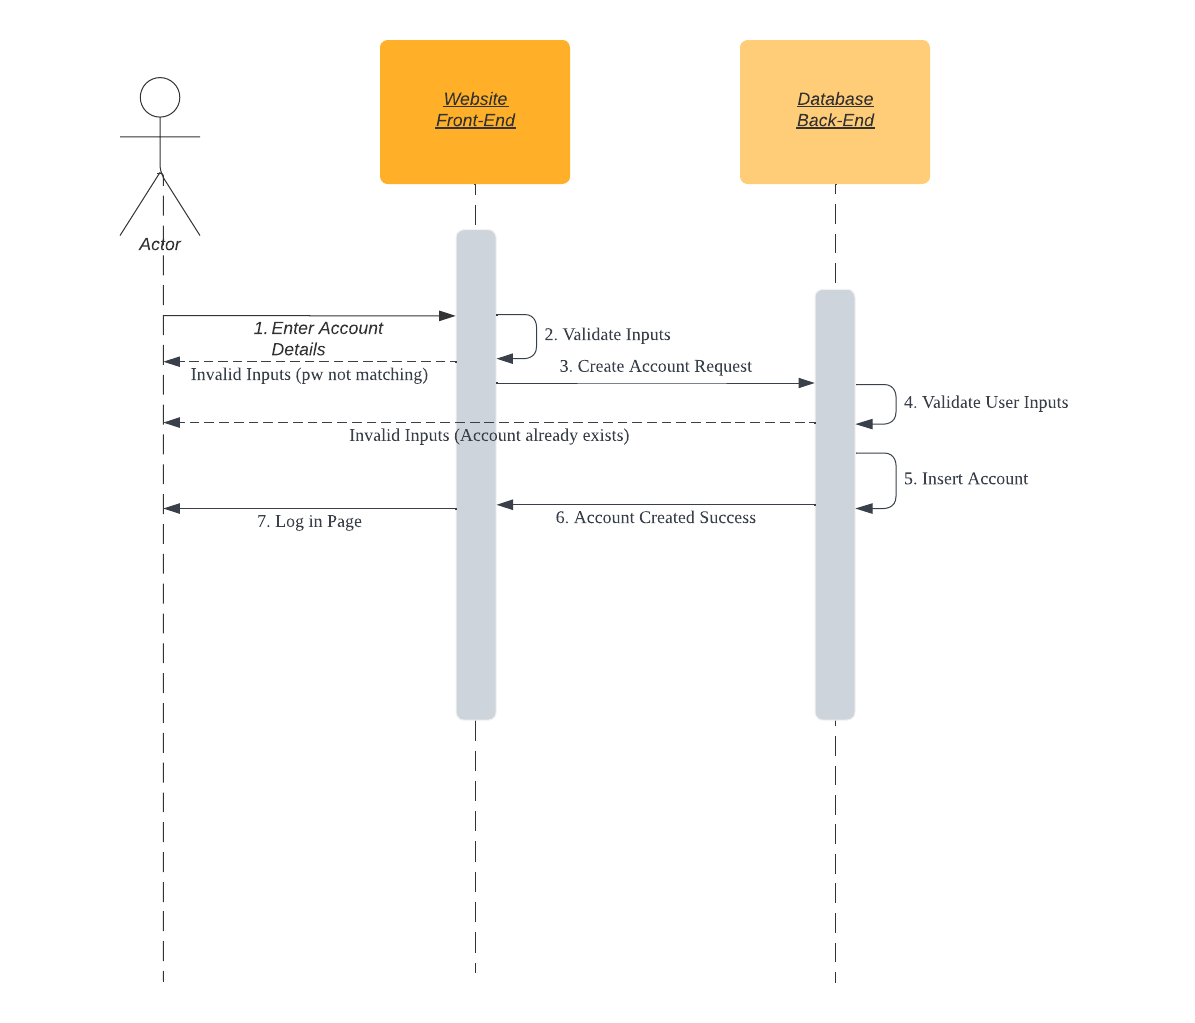 Website
Front-End
Database
Back-End
Actor
1. Enter Account
Details
2. Validate Inputs
Invalid Inputs (pw not matching)
3. Create Account Request
4. Validate User Inputs
Invalid Inputs (Account already exists)
5. Insert Account
6. Account Created Success
7. Log in Page